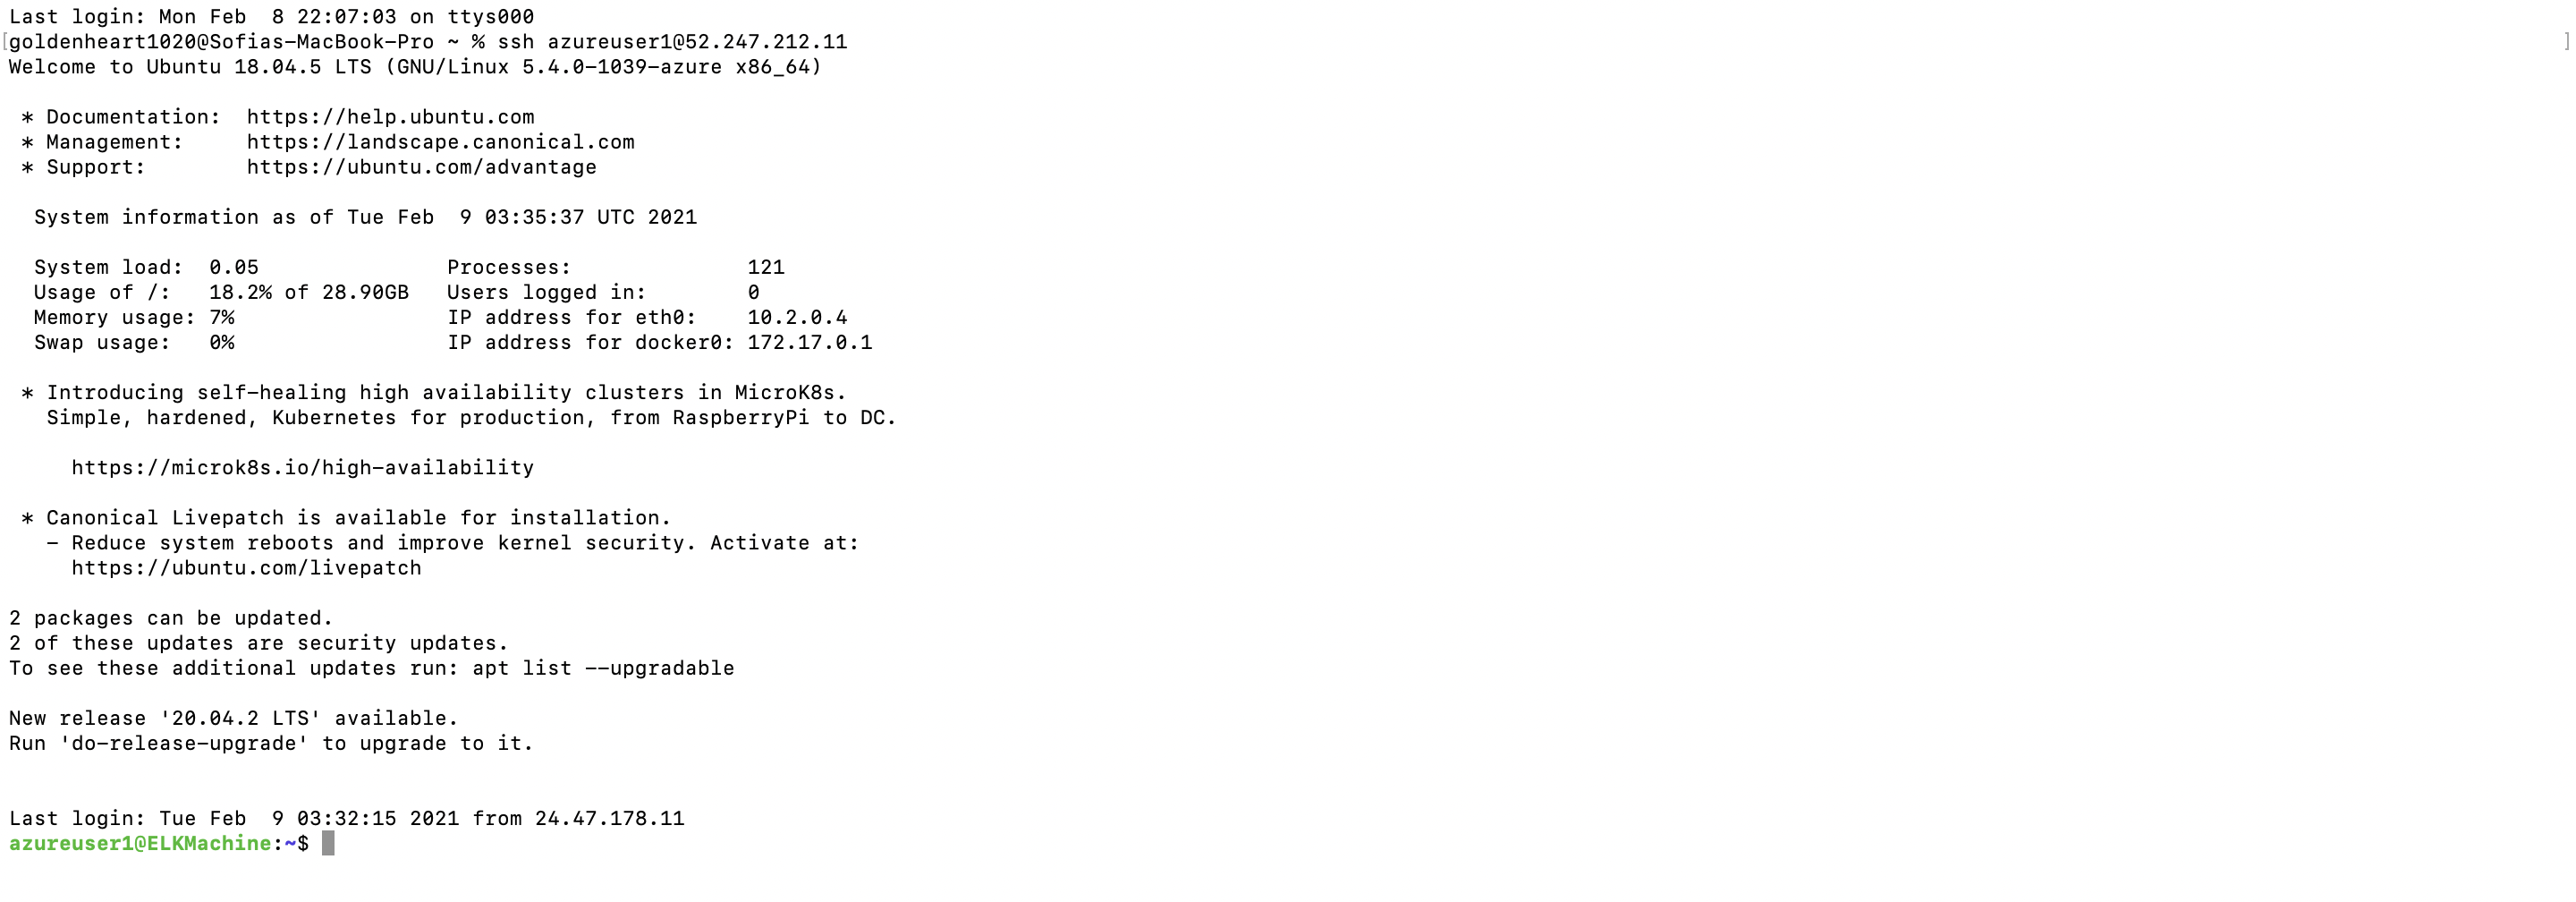 Last login: Mon Feb  8 22:07:03 on ttys000
[goldenheart1020@Sofias-MacBook-Pro ~ % ssh azureuser1@52.247.212.11 ]
Welcome to Ubuntu 18.04.5 LTS (GNU/Linux 5.4.0-1039-azure x86_64)

 * Documentation:  https://help.ubuntu.com
 * Management:     https://landscape.canonical.com
 * Support:        https://ubuntu.com/advantage

  System information as of Tue Feb  9 03:35:37 UTC 2021

  System load:  0.05               Processes:              121
  Usage of /:   18.2% of 28.90GB   Users logged in:        0
  Memory usage: 7%                 IP address for eth0:    10.2.0.4
  Swap usage:   0%                 IP address for docker0: 172.17.0.1

 * Introducing self-healing high availability clusters in MicroK8s.
   Simple, hardened, Kubernetes for production, from RaspberryPi to DC.

     https://microk8s.io/high-availability

 * Canonical Livepatch is available for installation.
   - Reduce system reboots and improve kernel security. Activate at:
     https://ubuntu.com/livepatch

2 packages can be updated.
2 of these updates are security updates.
To see these additional updates run: apt list --upgradable

New release '20.04.2 LTS' available.
Run 'do-release-upgrade' to upgrade to it.


Last login: Tue Feb  9 03:32:15 2021 from 24.47.178.11
azureuser1@ELKMachine:~$